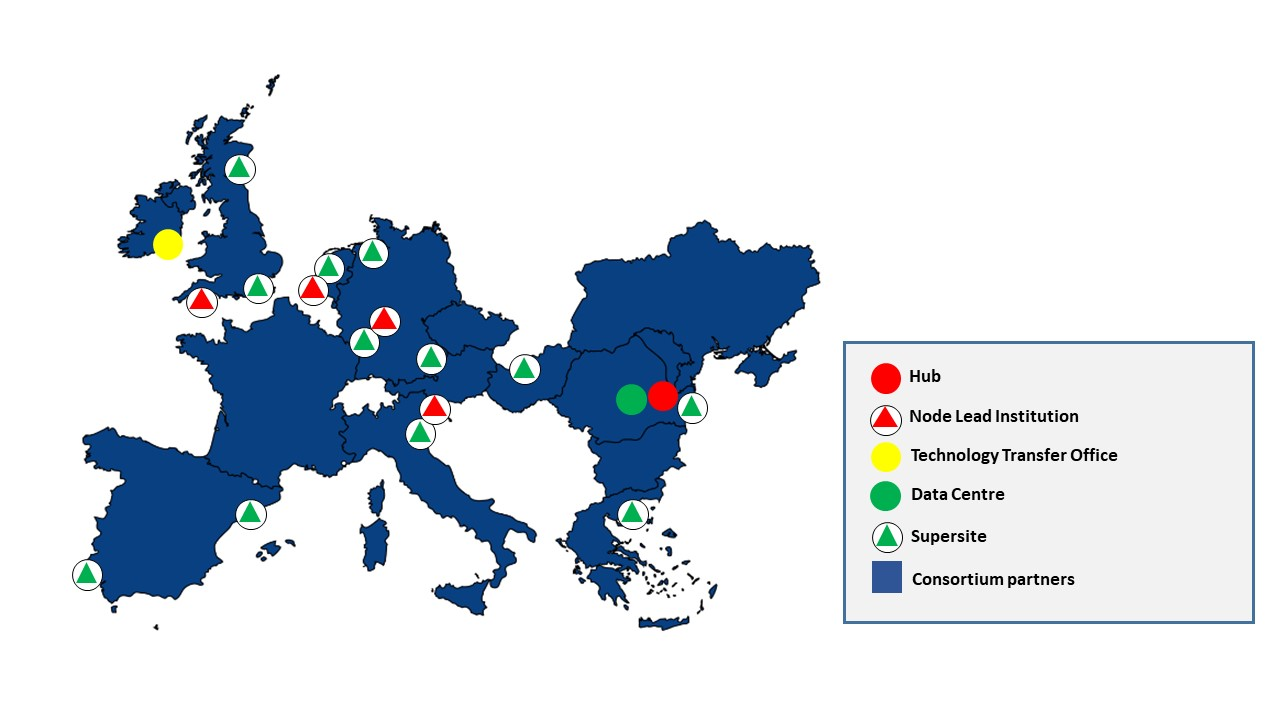 Hub
Node Lead Institution
Technology Transfer Office
Data Centre
Supersite
Consortium partners